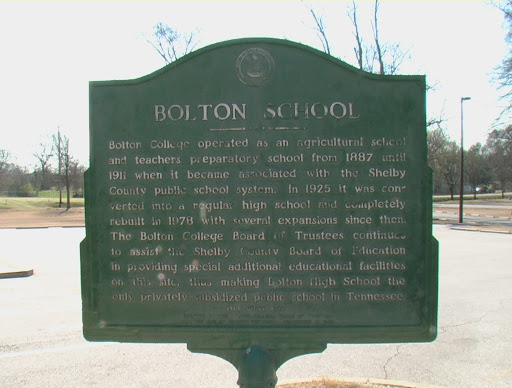 BOLTON SCHOOL
Bolton College operated as an agricultural school
and teachers preparatory school from 1887 until
1911 when it became associated with the Shelby
County public school system. In 1925 it was con-
verted into a regular high school and completely
rebuilt in 1978 with several expansions since then.
The Bolton College Board of Trustees continues
to assist the Shelby County Board of Education
in providing special additional educational facilities
on this site, thus making Bolton High School the
only privately subsidized public school in Tennessee.